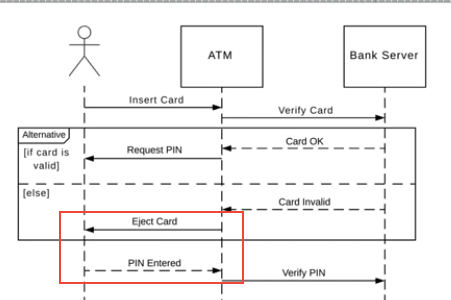 ATM
Bank Server
Insert Card
Verify Card
Alternative
[if card is
valid]
Card OK
Request PIN
[else]
Card Invalid
Eject Card
PIN Entered
Verify PIN